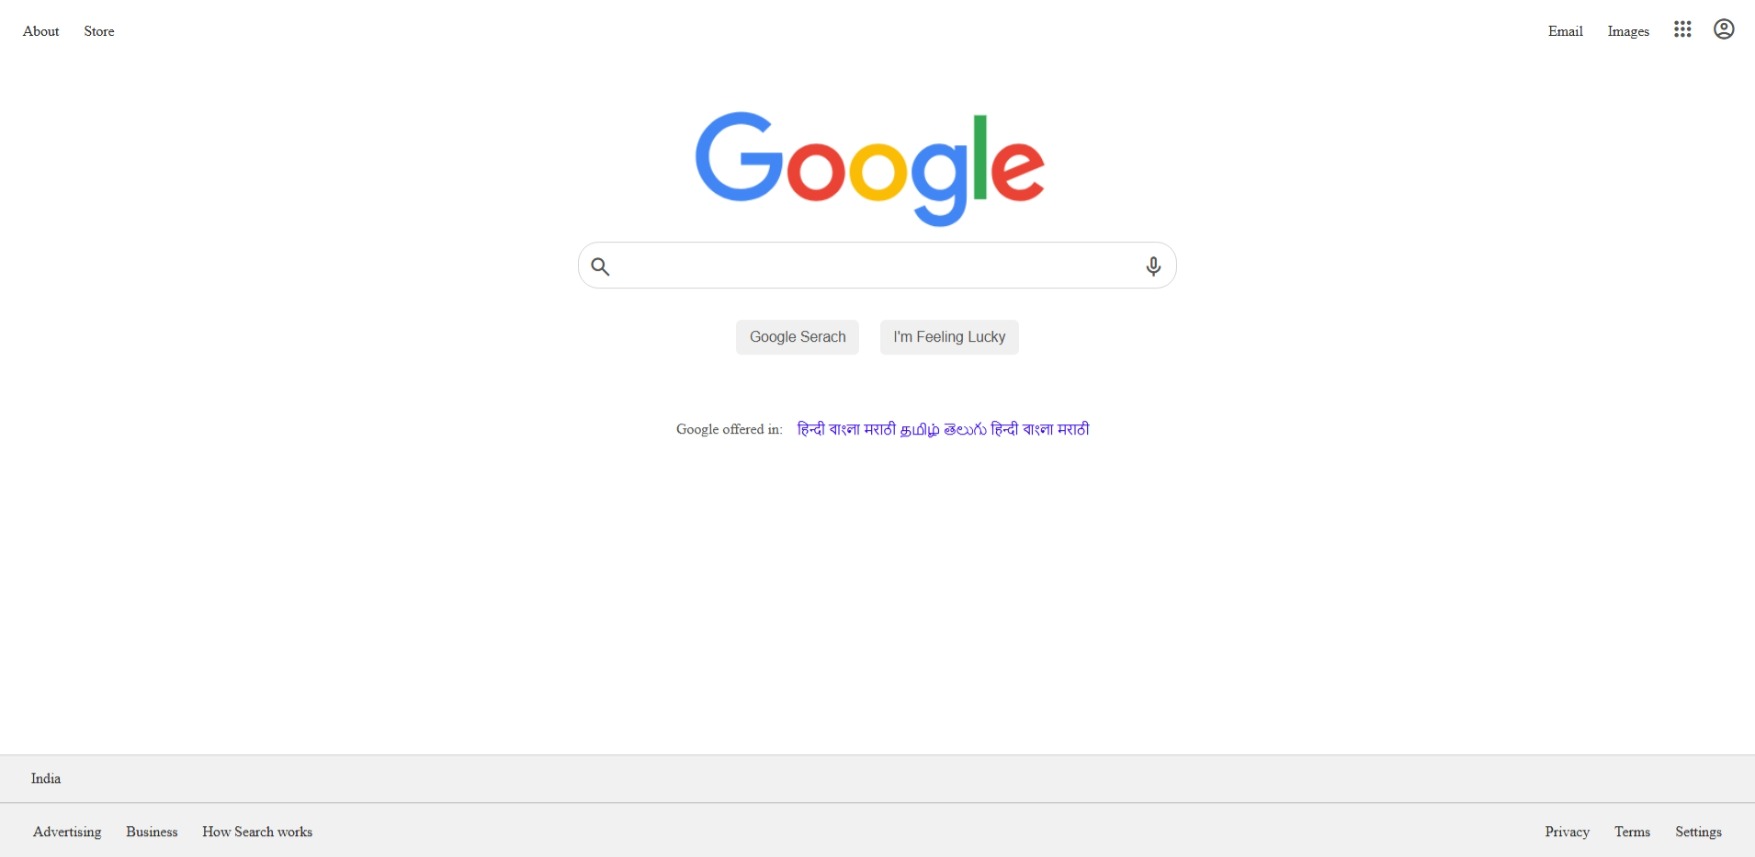 About Store Email Images
Google
Google Serach I'm Feeling Lucky
Google offered in: हिन्दी বাংলা मराठी தமிழ் తెలుగు हिन्दी বাংলা मराठी
India
Advertising Business How Search works Privacy Terms Settings